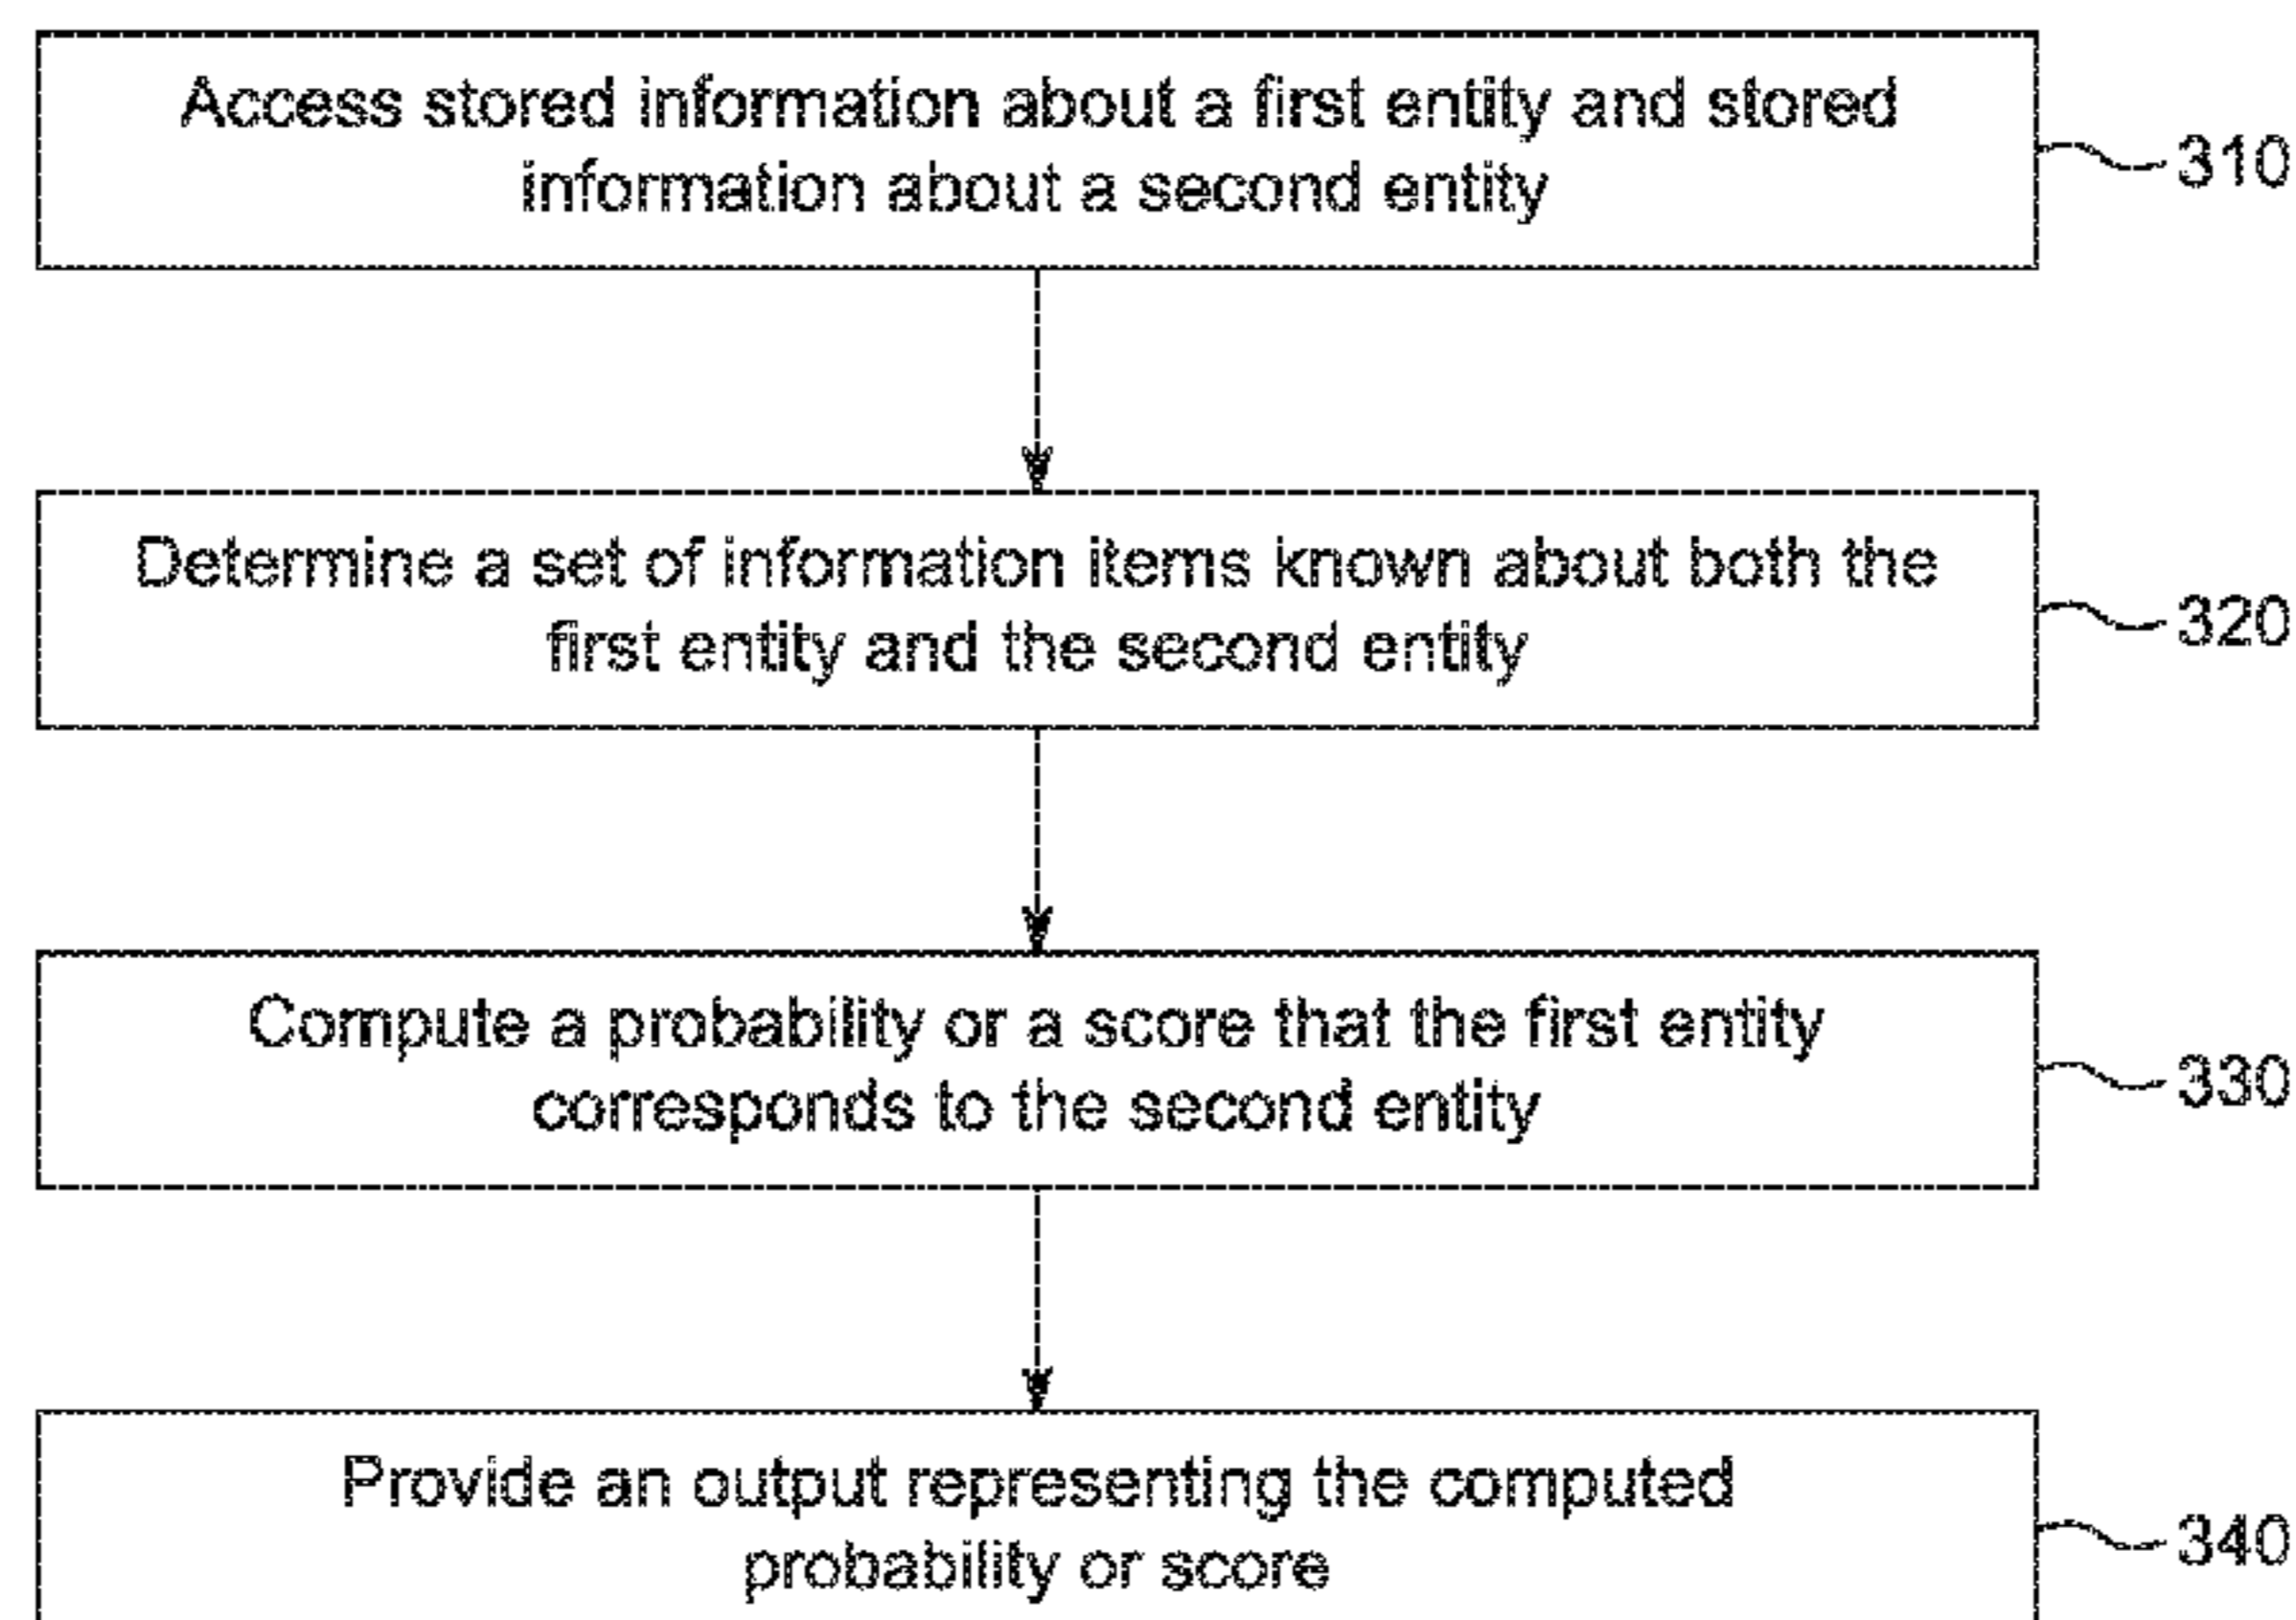 Access stored information about a first entity and stored
information about a second entity
310
Determine a set of information items known about both the
first entity and the second entity
320
Compute a probability or a score that the first entity
corresponds to the second entity
330
Provide an output representing the computed
probability or score
340